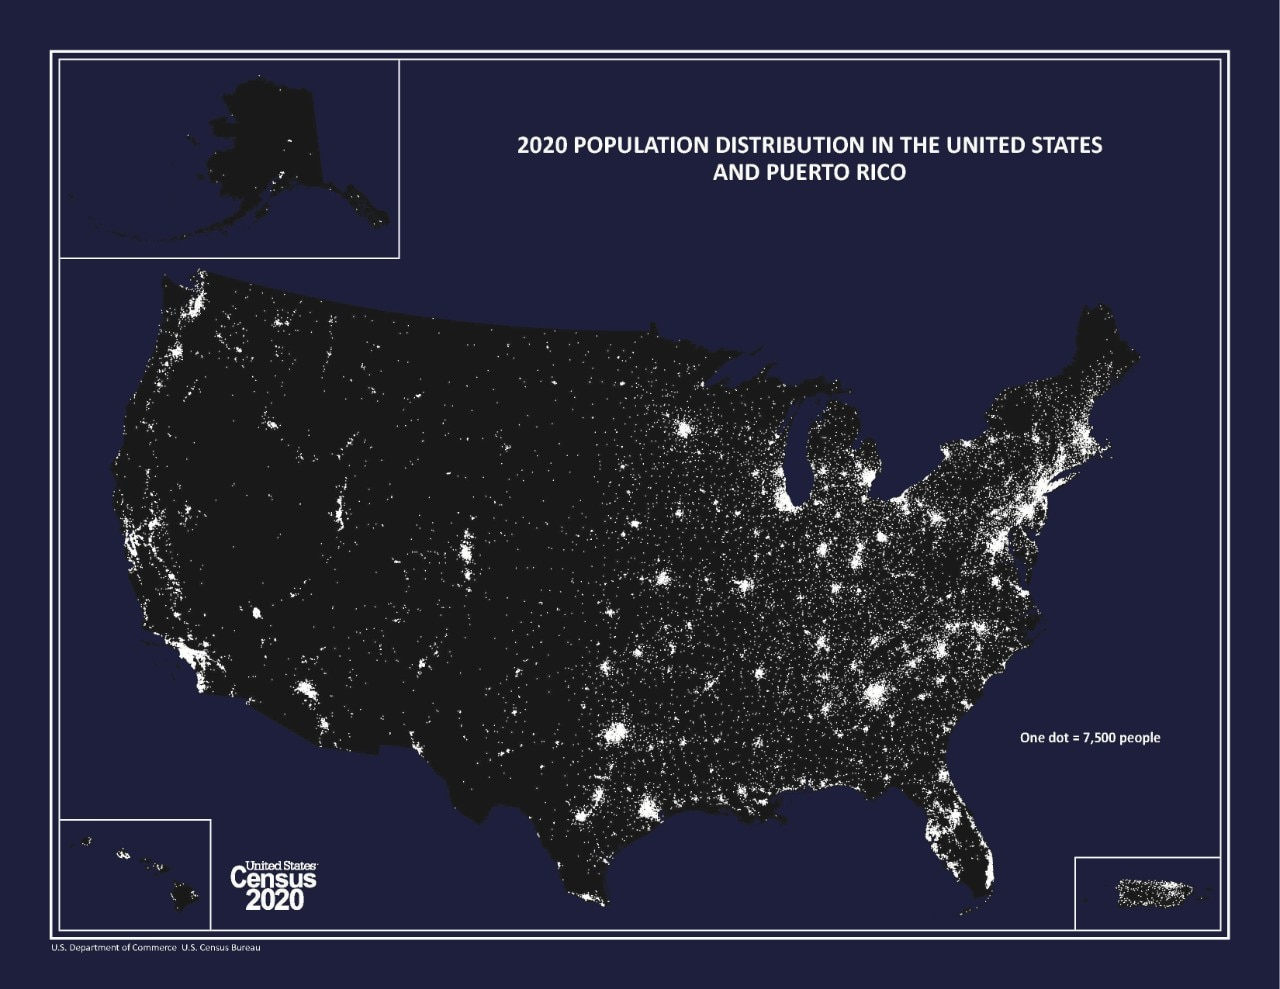 2020 POPULATION DISTRIBUTION IN THE UNITED STATES
AND PUERTO RICO
One dot = 7,500 people
United States
Census
2020
U.S. Department of Commerce U.S. Census Bureau